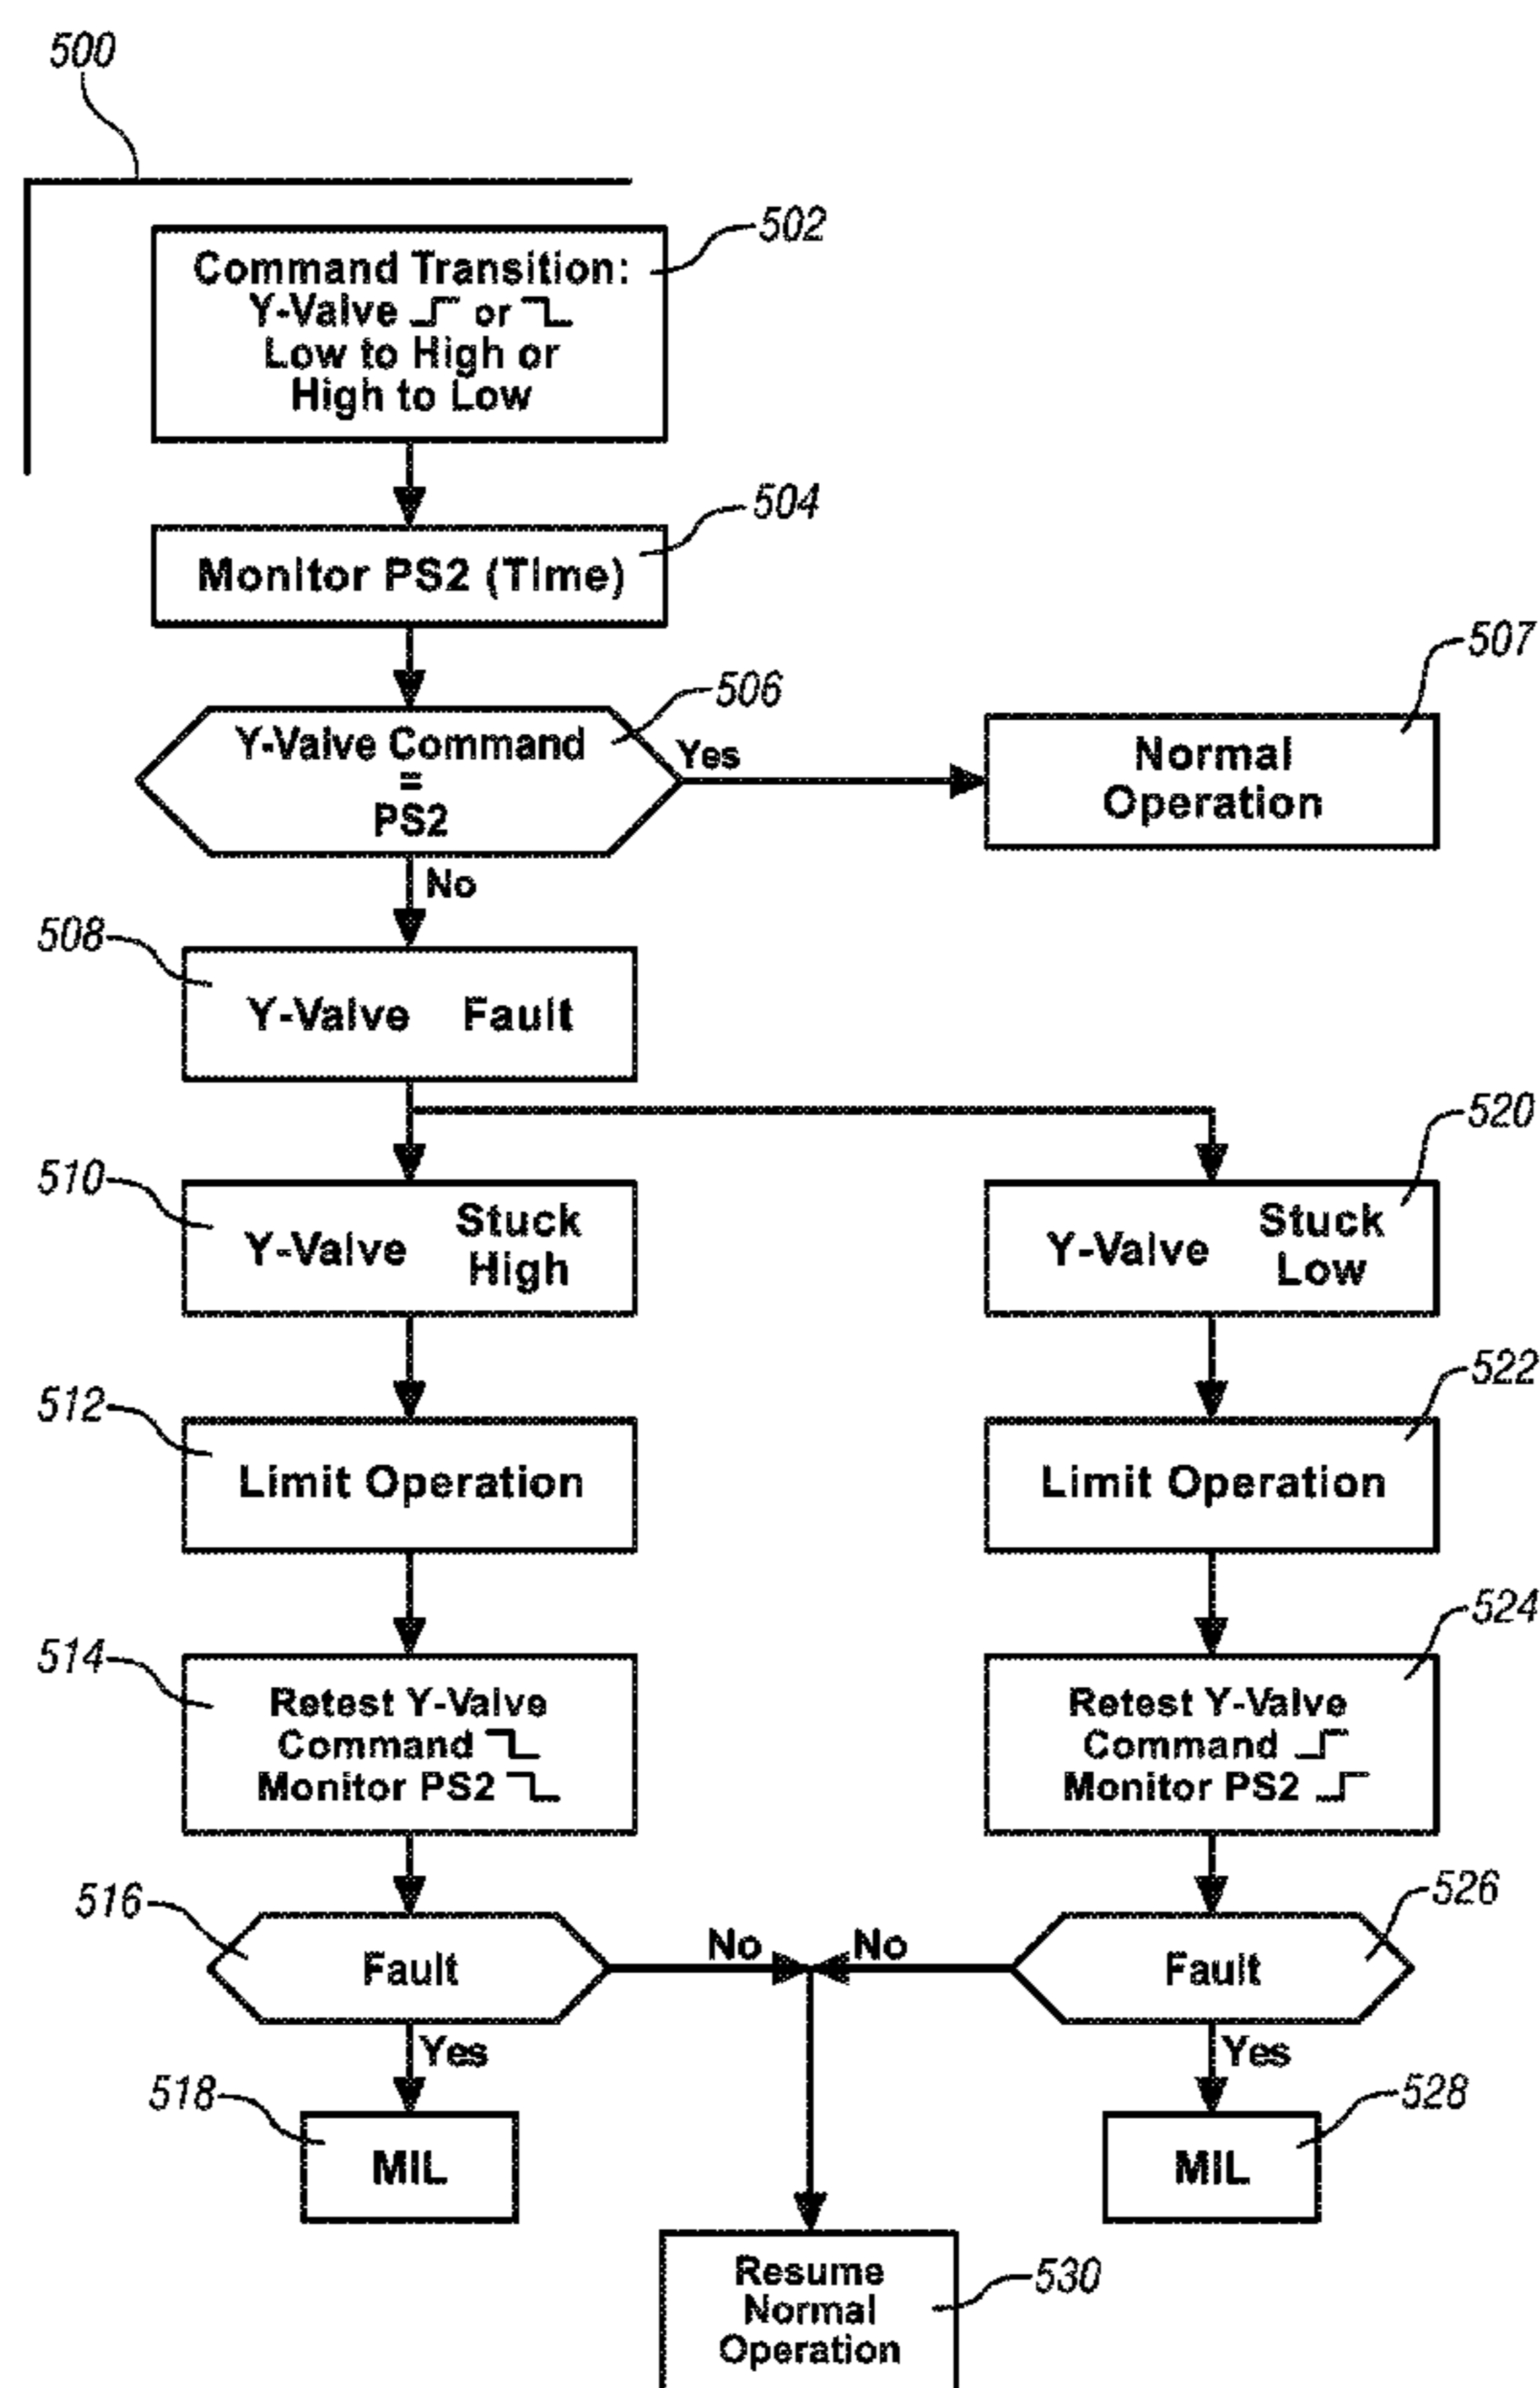 500
502
Command Transition:
Y-Valve or
Low to High or
High to Low
504
Monitor PS2 (Time)
506
Y-Valve Command
=
PS2
Yes
507
Normal
Operation
No
508
Y-Valve Fault
510
Y-Valve Stuck
High
520
Y-Valve Stuck
Low
512
Limit Operation
522
Limit Operation
514
Retest Y-Valve
Command
Monitor PS2
524
Retest Y-Valve
Command
Monitor PS2
516
Fault
No
No
526
Fault
Yes
Yes
518
MIL
528
MIL
530
Resume
Normal
Operation